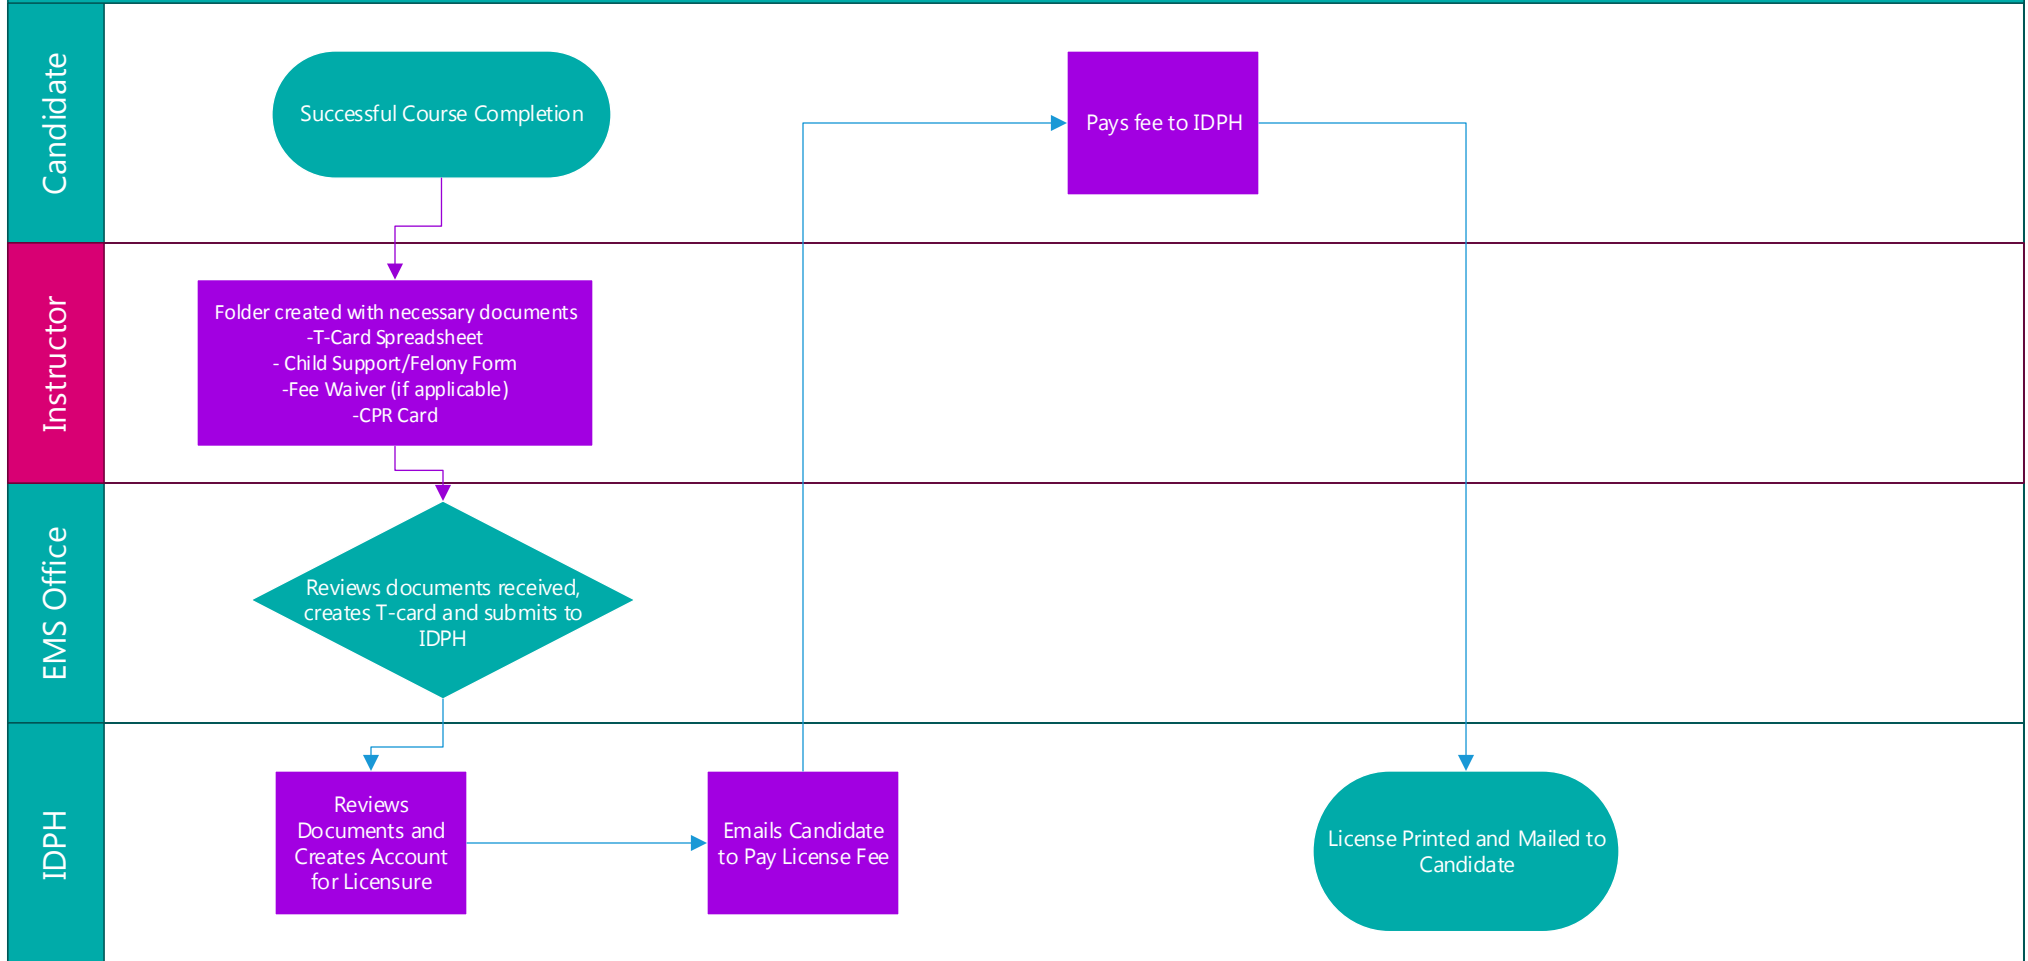 Candidate
Successful Course Completion
Pays fee to IDPH
Instructor
Folder created with necessary documents
-T-Card Spreadsheet
- Child Support/Felony Form
-Fee Waiver (if applicable)
-CPR Card
EMS Office
Reviews documents received,
creates T-card and submits to
IDPH
IDPH
Reviews
Documents and
Creates Account
for Licensure
Emails Candidate
to Pay License Fee
License Printed and Mailed to
Candidate